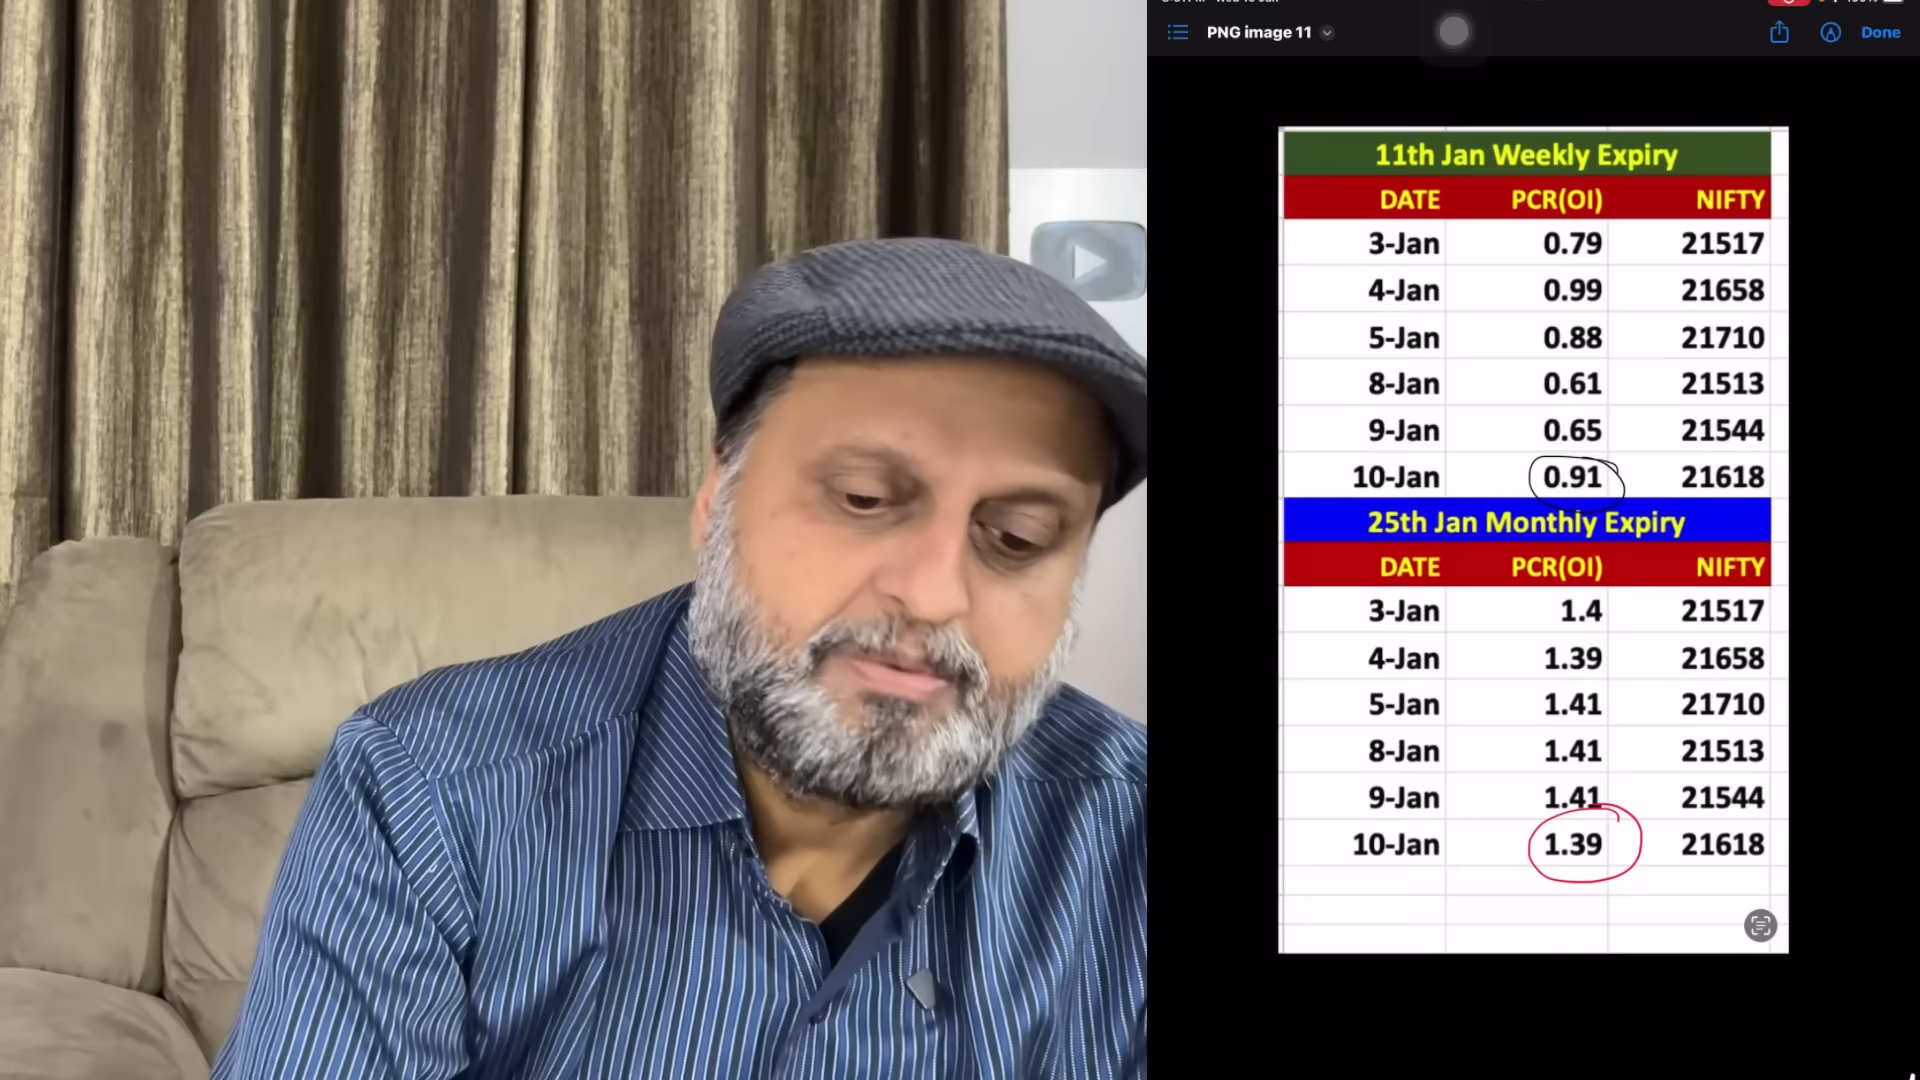 PNG image 11
Done
11th Jan Weekly Expiry
DATE PCR(OI) NIFTY
3-Jan 0.79 21517
4-Jan 0.99 21658
5-Jan 0.88 21710
8-Jan 0.61 21513
9-Jan 0.65 21544
10-Jan 0.91 21618
25th Jan Monthly Expiry
DATE PCR(OI) NIFTY
3-Jan 1.4 21517
4-Jan 1.39 21658
5-Jan 1.41 21710
8-Jan 1.41 21513
9-Jan 1.41 21544
10-Jan 1.39 21618